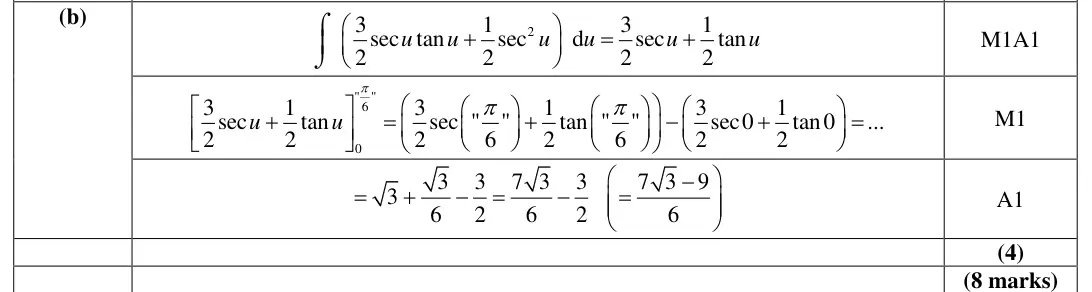 (b) ∫ (3/2 sec u tan u + 1/2 sec² u) du = 3/2 sec u + 1/2 tan u M1A1
[3/2 sec u + 1/2 tan u]₀^("π/6") = (3/2 sec("π/6") + 1/2 tan("π/6")) − (3/2 sec 0 + 1/2 tan 0) = ... M1
= √3 + √3/6 − 3/2 = 7√3/6 − 3/2 (= (7√3 − 9)/6) A1
(4)
(8 marks)